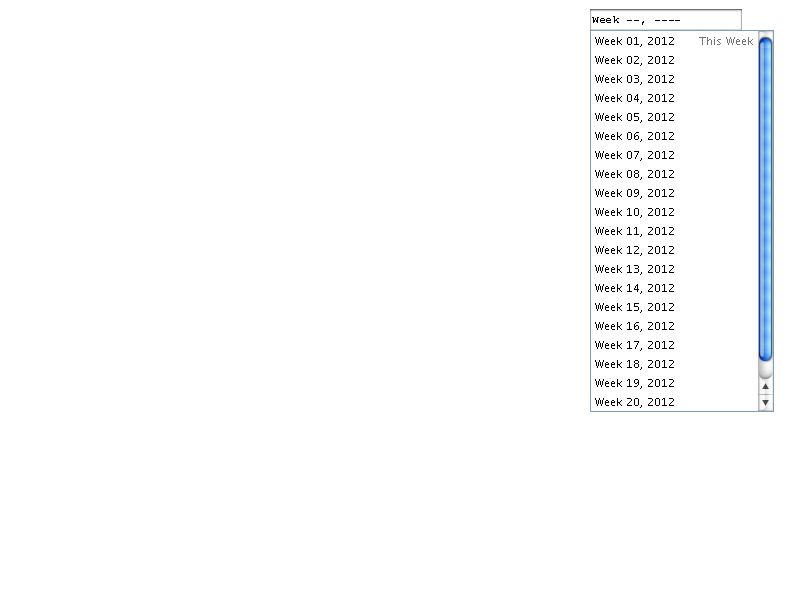 Week --, ----
Week 01, 2012 This Week
Week 02, 2012
Week 03, 2012
Week 04, 2012
Week 05, 2012
Week 06, 2012
Week 07, 2012
Week 08, 2012
Week 09, 2012
Week 10, 2012
Week 11, 2012
Week 12, 2012
Week 13, 2012
Week 14, 2012
Week 15, 2012
Week 16, 2012
Week 17, 2012
Week 18, 2012
Week 19, 2012
Week 20, 2012